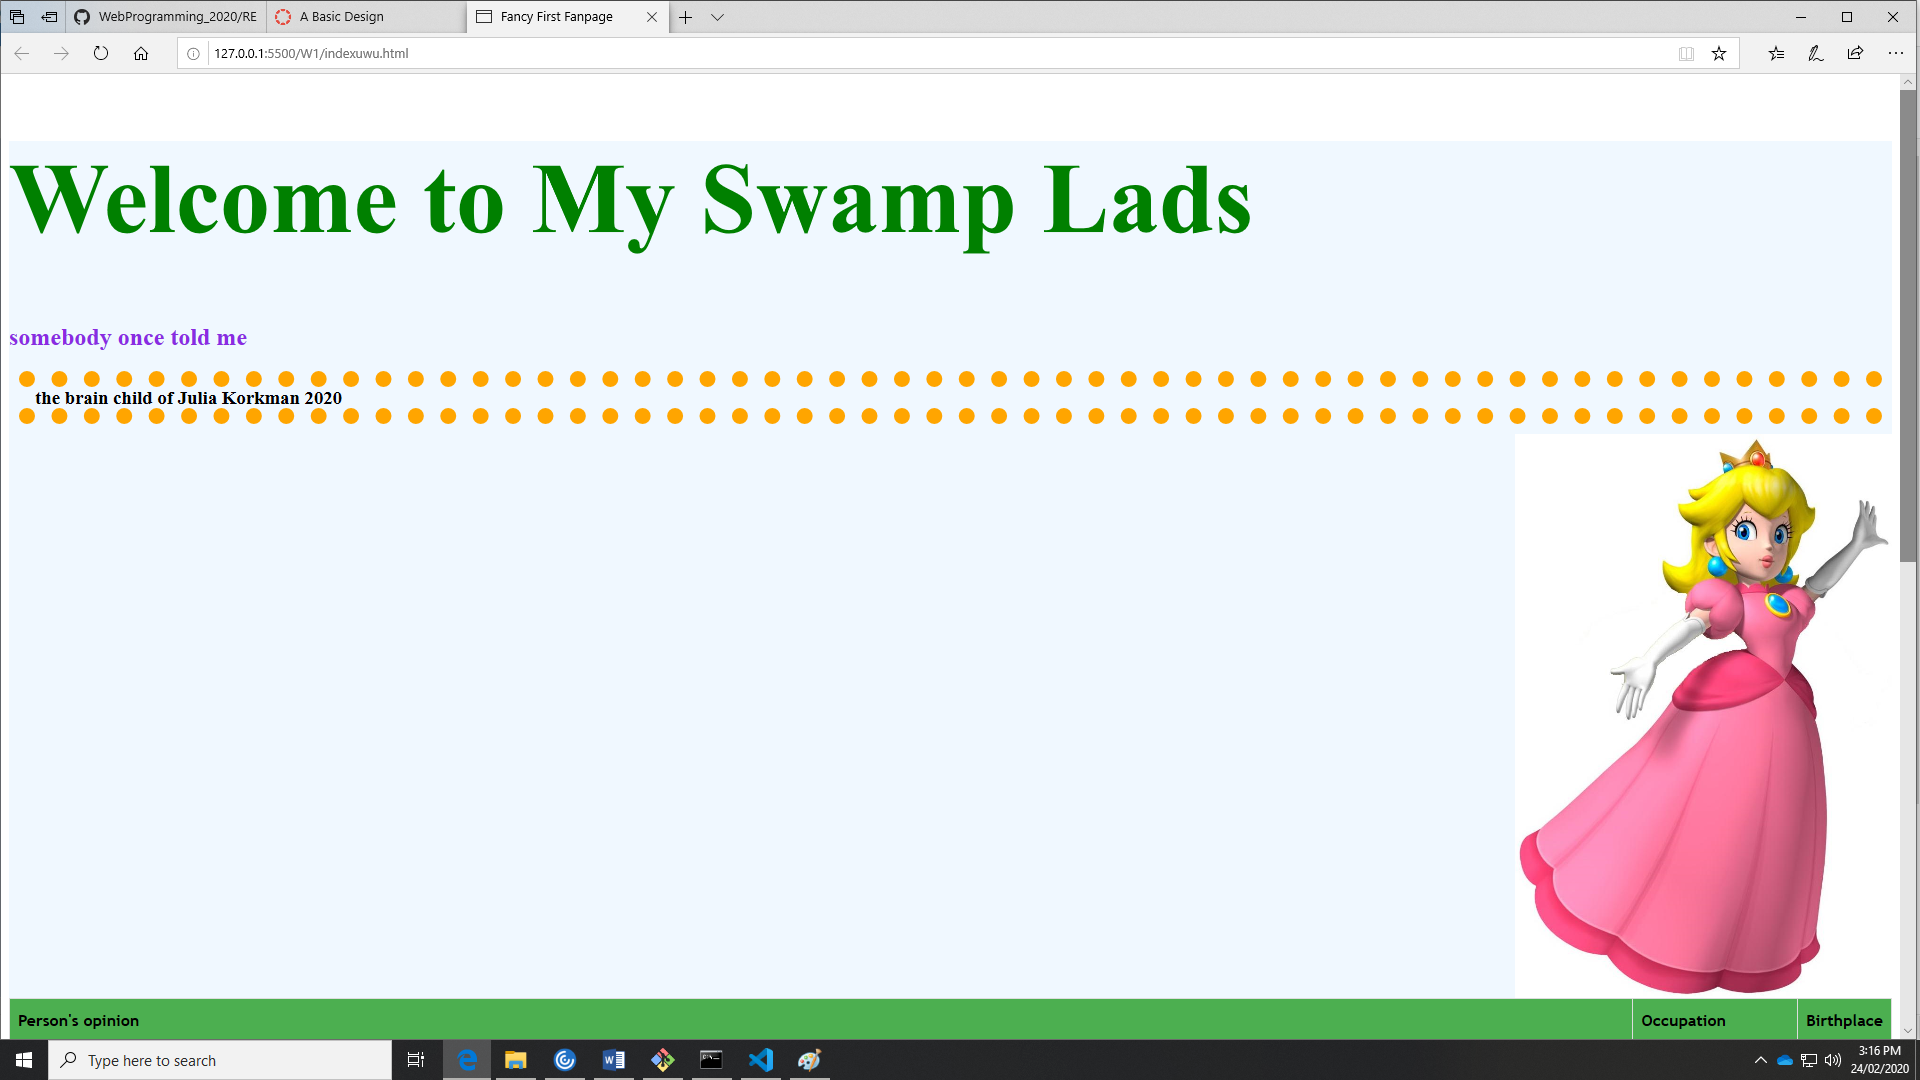 WebProgramming_2020/RE
A Basic Design
Fancy First Fanpage
127.0.0.1:5500/W1/indexuwu.html
Welcome to My Swamp Lads
somebody once told me
the brain child of Julia Korkman 2020
Person's opinion Occupation Birthplace
Type here to search
3:16 PM
24/02/2020